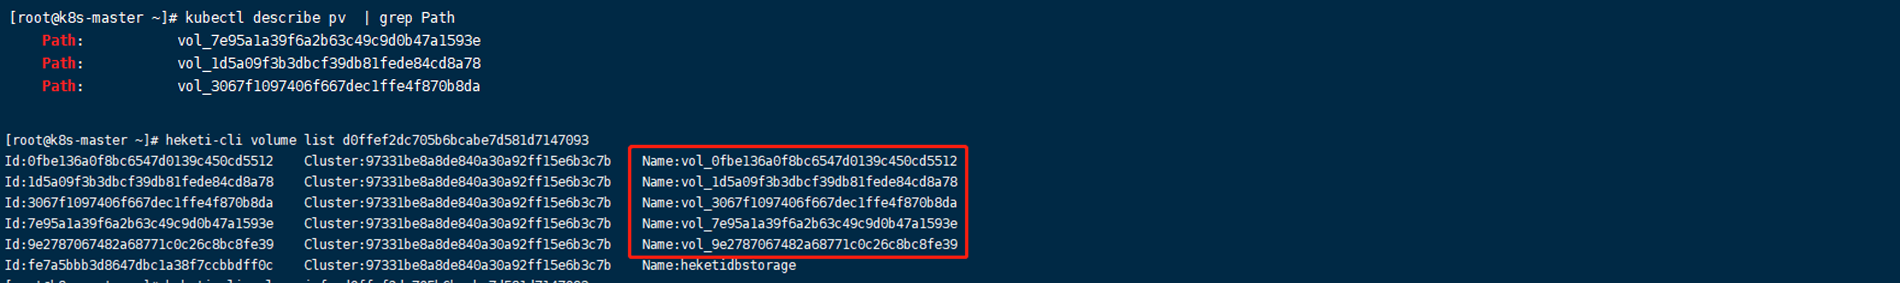 [root@k8s-master ~]# kubectl describe pv  | grep Path
Path:           vol_7e95a1a39f6a2b63c49c9d0b47a1593e
Path:           vol_1d5a09f3b3dbcf39db81fede84cd8a78
Path:           vol_3067f1097406f667dec1ffe4f870b8da
[root@k8s-master ~]# heketi-cli volume list d0ffef2dc705b6bcabe7d581d7147093
Id:0fbe136a0f8bc6547d0139c450cd5512    Cluster:97331be8a8de840a30a92ff15e6b3c7b    Name:vol_0fbe136a0f8bc6547d0139c450cd5512
Id:1d5a09f3b3dbcf39db81fede84cd8a78    Cluster:97331be8a8de840a30a92ff15e6b3c7b    Name:vol_1d5a09f3b3dbcf39db81fede84cd8a78
Id:3067f1097406f667dec1ffe4f870b8da    Cluster:97331be8a8de840a30a92ff15e6b3c7b    Name:vol_3067f1097406f667dec1ffe4f870b8da
Id:7e95a1a39f6a2b63c49c9d0b47a1593e    Cluster:97331be8a8de840a30a92ff15e6b3c7b    Name:vol_7e95a1a39f6a2b63c49c9d0b47a1593e
Id:9e2787067482a68771c0c26c8bc8fe39    Cluster:97331be8a8de840a30a92ff15e6b3c7b    Name:vol_9e2787067482a68771c0c26c8bc8fe39
Id:fe7a5bbb3d8647dbc1a38f7ccbbdff0c    Cluster:97331be8a8de840a30a92ff15e6b3c7b    Name:heketidbstorage